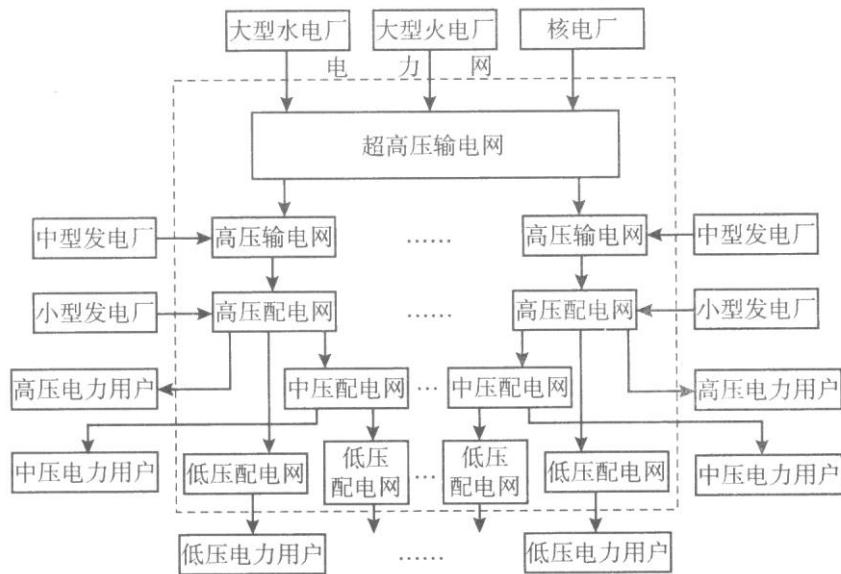 大型水电厂 大型火电厂 核电厂
电 力 网
超高压输电网
中型发电厂 高压输电网 …… 高压输电网 中型发电厂
小型发电厂 高压配电网 …… 高压配电网 小型发电厂
高压电力用户 中压配电网 … 中压配电网 高压电力用户
中压电力用户 低压配电网 低压 … 低压 低压配电网 中压电力用户
配电网 配电网
低压电力用户 …… 低压电力用户